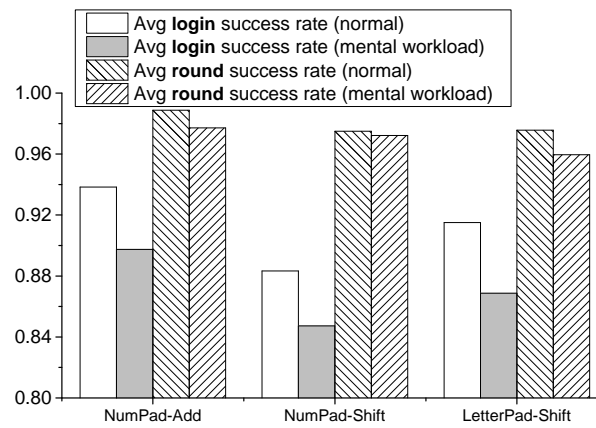 Avg login success rate (normal)
Avg login success rate (mental workload)
Avg round success rate (normal)
Avg round success rate (mental workload)
1.00
0.96
0.92
0.88
0.84
0.80
NumPad-Add NumPad-Shift LetterPad-Shift